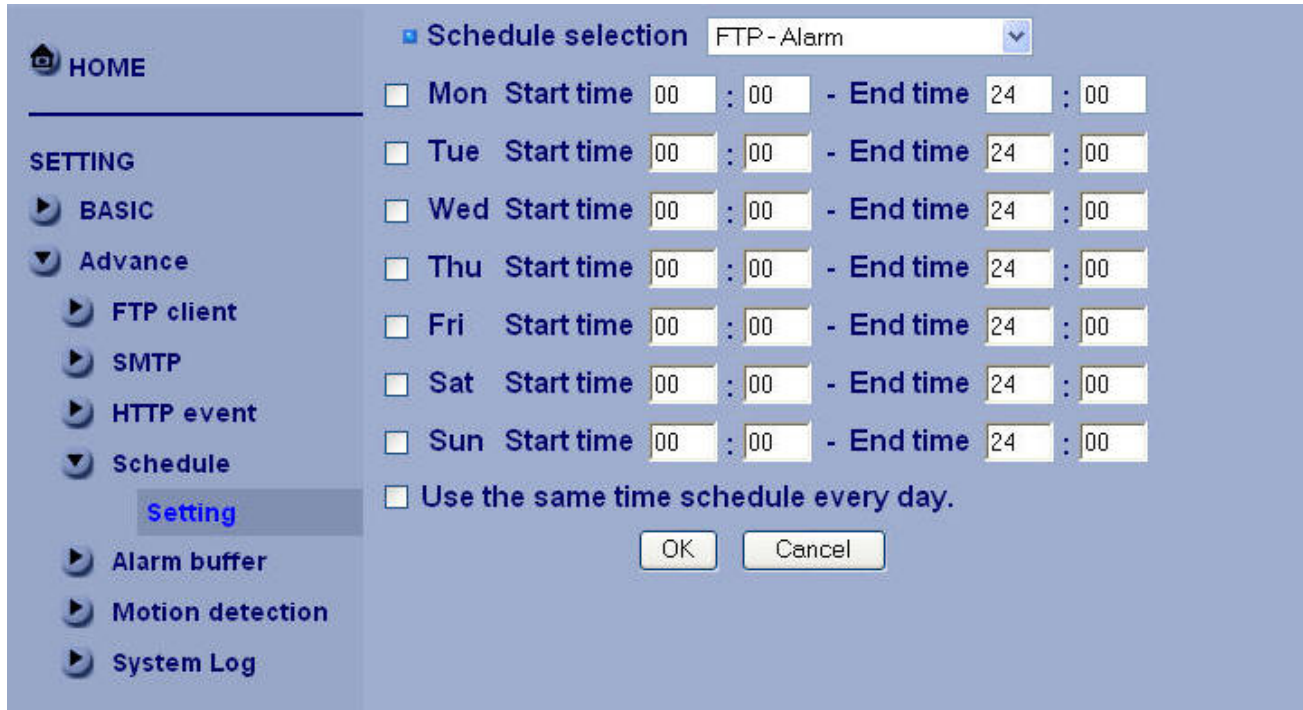 HOME
SETTING
BASIC
Advance
FTP client
SMTP
HTTP event
Schedule
Setting
Alarm buffer
Motion detection
System Log
Schedule selection FTP - Alarm
Mon Start time 00 : 00 - End time 24 : 00
Tue Start time 00 : 00 - End time 24 : 00
Wed Start time 00 : 00 - End time 24 : 00
Thu Start time 00 : 00 - End time 24 : 00
Fri Start time 00 : 00 - End time 24 : 00
Sat Start time 00 : 00 - End time 24 : 00
Sun Start time 00 : 00 - End time 24 : 00
Use the same time schedule every day.
OK Cancel